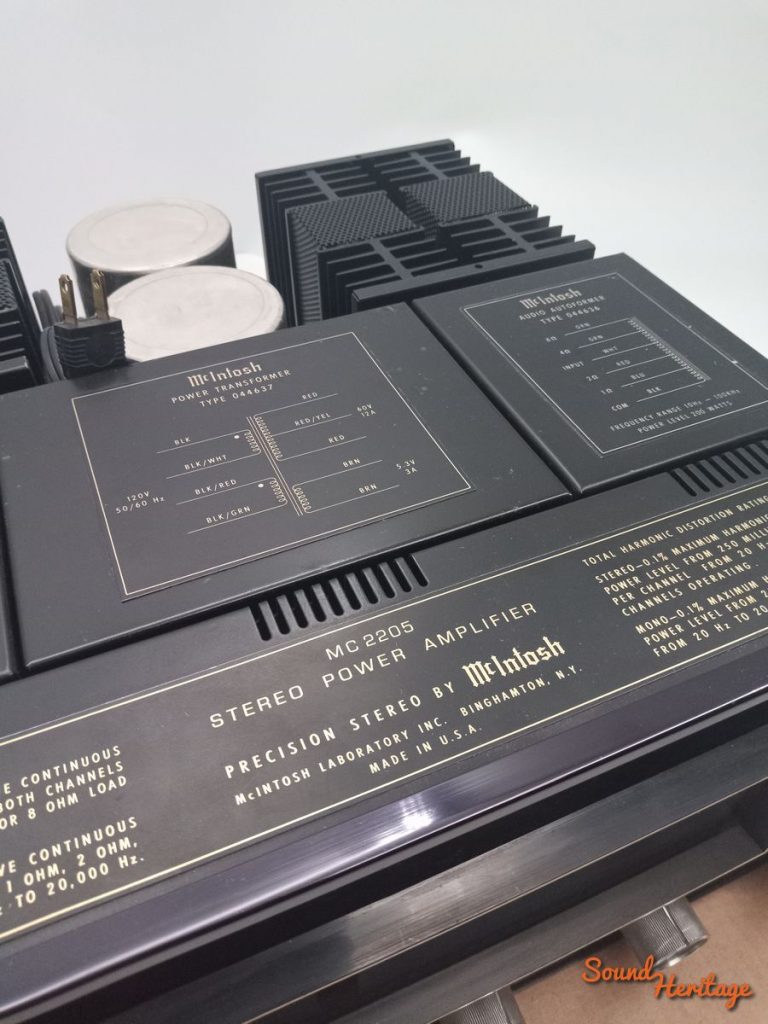 McIntosh
POWER TRANSFORMER
TYPE 044637
RED
RED/YEL
60V
12A
RED
BLK
BLK/WHT
BLK/RED
BLK/GRN
120V
50/60 Hz
BRN
5.3V
3A
BRN
McIntosh
AUDIO AUTOFORMER
TYPE 044636
8Ω GRN
4Ω GRN
INPUT WHT
2Ω RED
1Ω BLU
COM BLK
FREQUENCY RANGE 10Hz - 100KHz
POWER LEVEL 200 WATTS
VE CONTINUOUS
BOTH CHANNELS
OR 8 OHM LOAD
VE CONTINUOUS
1 OHM, 2 OHM,
TO 20,000 Hz.
MC 2205
STEREO POWER AMPLIFIER
PRECISION STEREO BY McIntosh
McINTOSH LABORATORY INC. BINGHAMTON, N.Y.
MADE IN U.S.A.
TOTAL HARMONIC DISTORTION RATING
STEREO-0.1% MAXIMUM HARMONIC
POWER LEVEL FROM 250 MILLI
PER CHANNEL FROM 20 H
CHANNELS OPERATING.
MONO-0.1% MAXIMUM H
POWER LEVEL FROM 2
FROM 20 Hz TO 20
Sound
Heritage